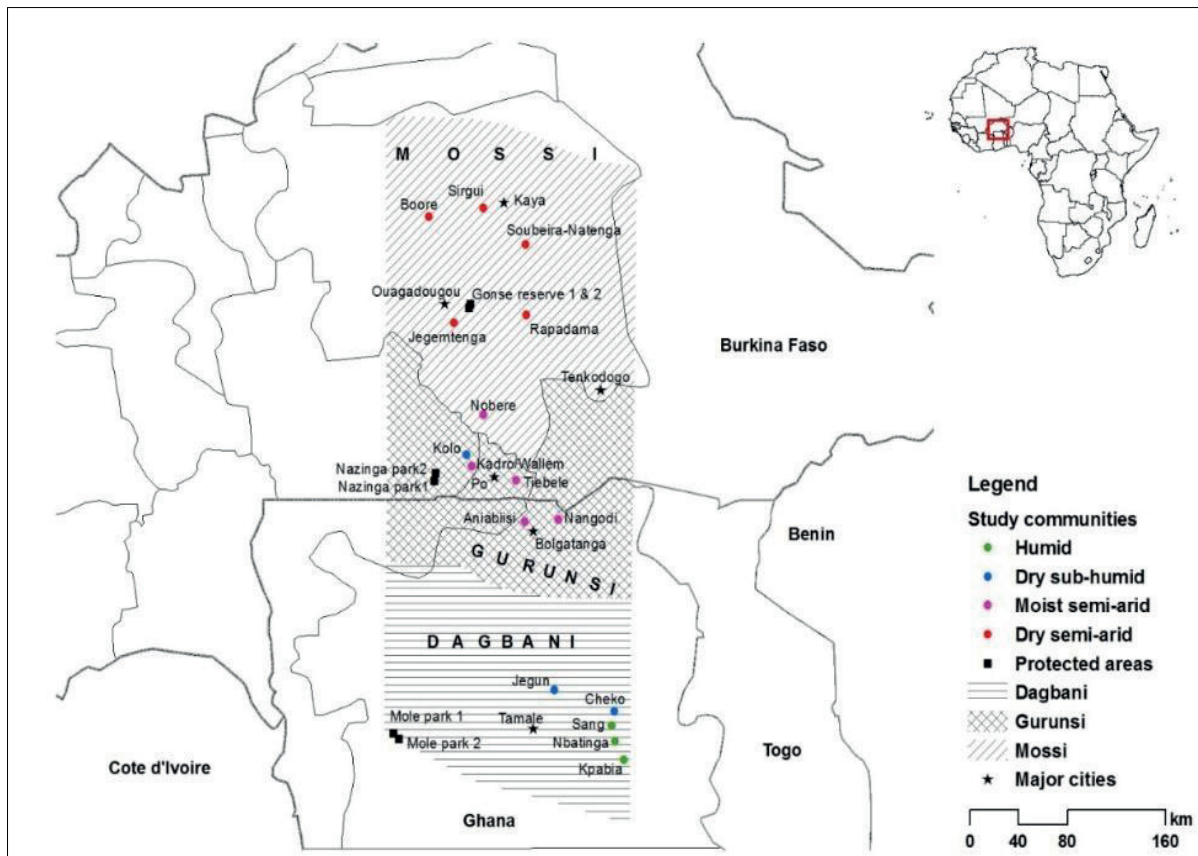 M O S S I
Sirgui
Kaya
Boore
Soubeira-Natenga
Ouagadougou
Gonse reserve 1 & 2
Jegemtenga
Rapadama
Burkina Faso
Tenkodogo
Nobere
Kolo
Kadro/Wallem
Nazinga park2
Po
Tiebele
Nazinga park1
Aniabiisi
Nangodi
Bolgatanga
Benin
G U R U N S I
D A G B A N I
Jegun
Cheko
Mole park 1
Tamale
Sang
Mole park 2
Nbatinga
Kpabia
Togo
Cote d'Ivoire
Ghana
Legend
Study communities
Humid
Dry sub-humid
Moist semi-arid
Dry semi-arid
Protected areas
Dagbani
Gurunsi
Mossi
Major cities
km
0 40 80 160